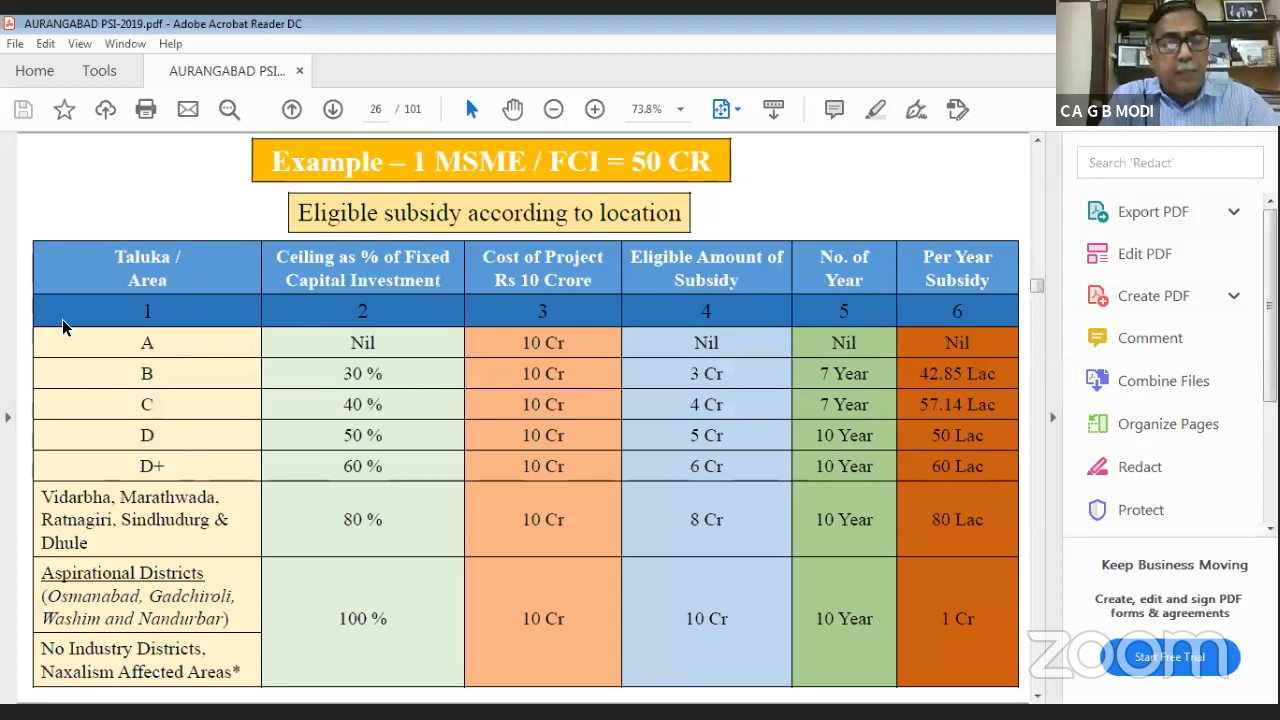 AURANGABAD PSI-2019.pdf - Adobe Acrobat Reader DC
File Edit View Window Help
Home Tools AURANGABAD PSI... ×
26 / 101 73.8%
C A G B MODI
Example – 1 MSME / FCI = 50 CR
Eligible subsidy according to location
Taluka / Area Ceiling as % of Fixed Capital Investment Cost of Project Rs 10 Crore Eligible Amount of Subsidy No. of Year Per Year Subsidy
1 2 3 4 5 6
A Nil 10 Cr Nil Nil Nil
B 30 % 10 Cr 3 Cr 7 Year 42.85 Lac
C 40 % 10 Cr 4 Cr 7 Year 57.14 Lac
D 50 % 10 Cr 5 Cr 10 Year 50 Lac
D+ 60 % 10 Cr 6 Cr 10 Year 60 Lac
Vidarbha, Marathwada,
Ratnagiri, Sindhudurg & 80 % 10 Cr 8 Cr 10 Year 80 Lac
Dhule
Aspirational Districts
(Osmanabad, Gadchiroli,
Washim and Nandurbar) 100 % 10 Cr 10 Cr 10 Year 1 Cr
No Industry Districts,
Naxalism Affected Areas*
Search 'Redact'
Export PDF
Edit PDF
Create PDF
Comment
Combine Files
Organize Pages
Redact
Protect
Keep Business Moving
Create, edit and sign PDF
forms & agreements
Start Free Trial
zoom